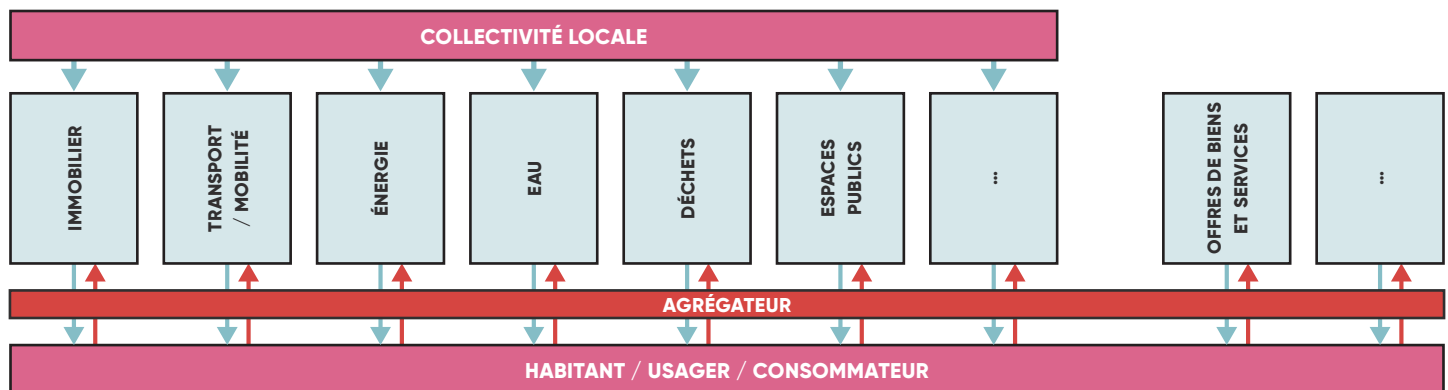 COLLECTIVITÉ LOCALE
IMMOBILIER
TRANSPORT
/ MOBILITÉ
ÉNERGIE
EAU
DÉCHETS
ESPACES
PUBLICS
...
OFFRES DE BIENS
ET SERVICES
...
AGRÉGATEUR
HABITANT / USAGER / CONSOMMATEUR